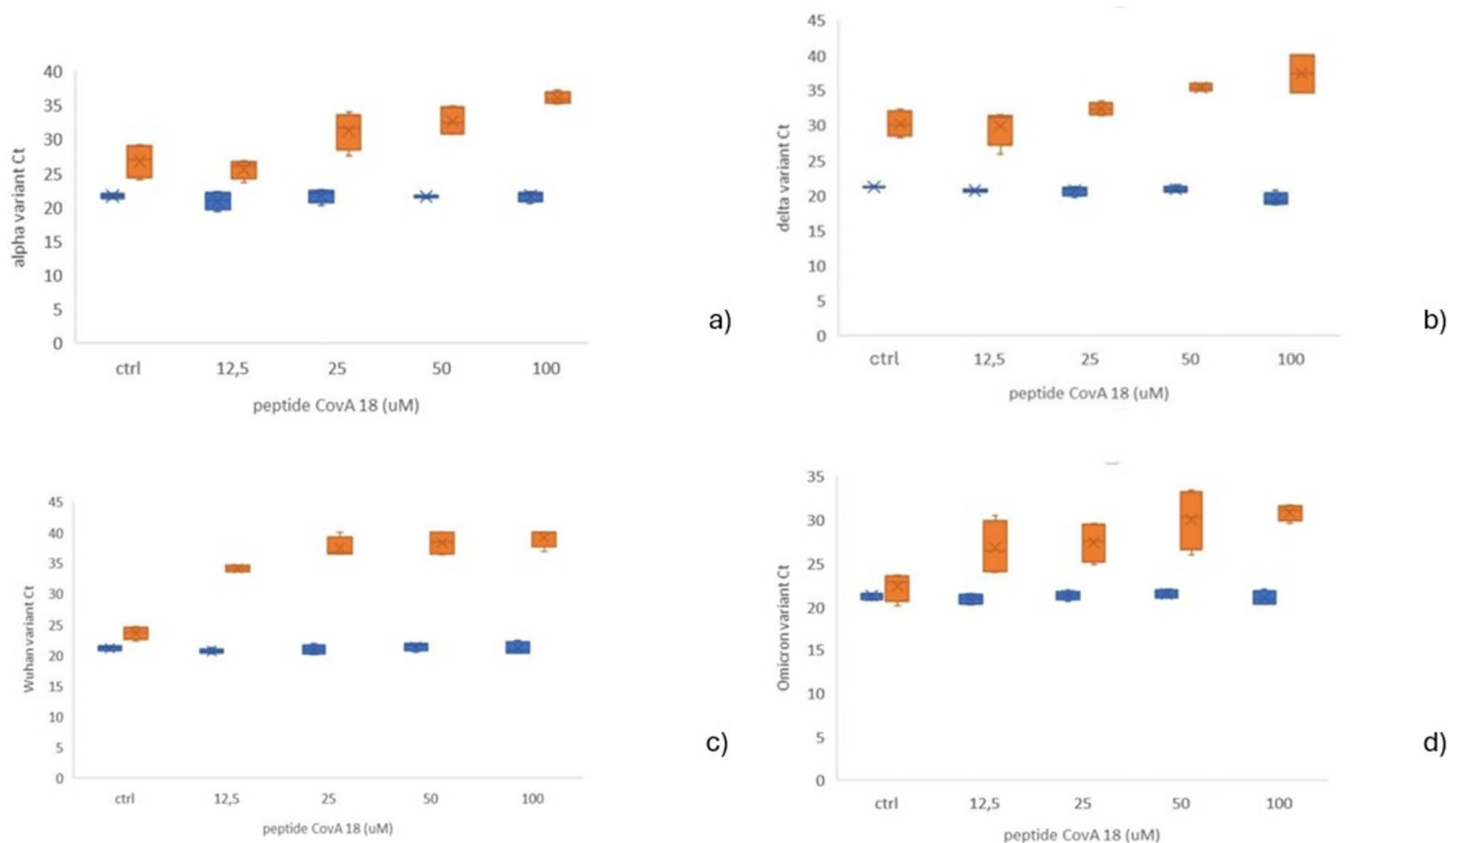 alpha variant Ct
40
35
30
25
20
15
10
5
0
ctrl 12,5 25 50 100
peptide CovA 18 (uM)
a)
delta variant Ct
45
40
35
30
25
20
15
10
5
0
ctrl 12,5 25 50 100
peptide CovA 18 (uM)
b)
Wuhan variant Ct
45
40
35
30
25
20
15
10
5
0
ctrl 12,5 25 50 100
peptide CovA 18 (uM)
c)
Omicron variant Ct
35
30
25
20
15
10
5
0
ctrl 12,5 25 50 100
peptide CovA 18 (uM)
d)